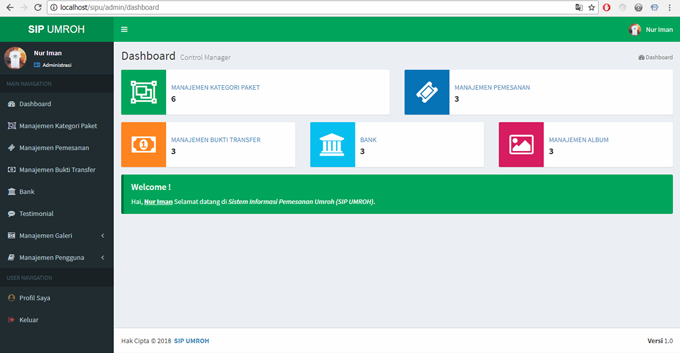 localhost/sipu/admin/dashboard
SIP UMROH
Nur Iman
Nur Iman
Administrasi
MAIN NAVIGATION
Dashboard
Manajemen Kategori Paket
Manajemen Pemesanan
Manajemen Bukti Transfer
Bank
Testimonial
Manajemen Galeri
Manajemen Pengguna
USER NAVIGATION
Profil Saya
Keluar
Dashboard Control Manager
Dashboard
MANAJEMEN KATEGORI PAKET
6
MANAJEMEN PEMESANAN
3
MANAJEMEN BUKTI TRANSFER
3
BANK
3
MANAJEMEN ALBUM
3
Welcome !
Hai, Nur Iman Selamat datang di Sistem Informasi Pemesanan Umroh (SIP UMROH).
Hak Cipta © 2018 SIP UMROH
Versi 1.0